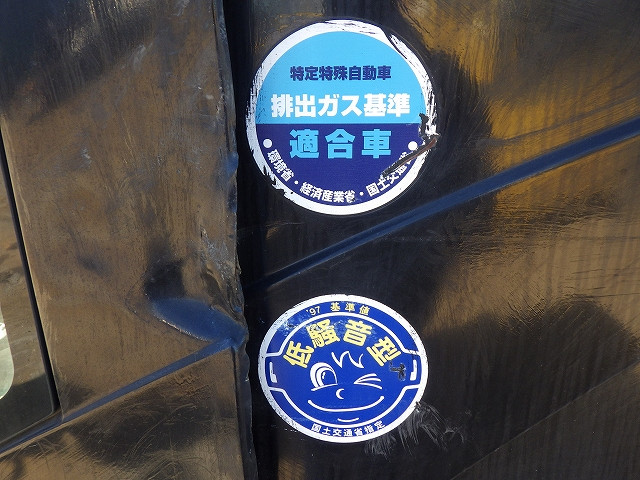 特定特殊自動車
排出ガス基準
適合車
・環境省・経済産業省・国土交通省・
'97 基準値
低騒音型
国土交通省指定